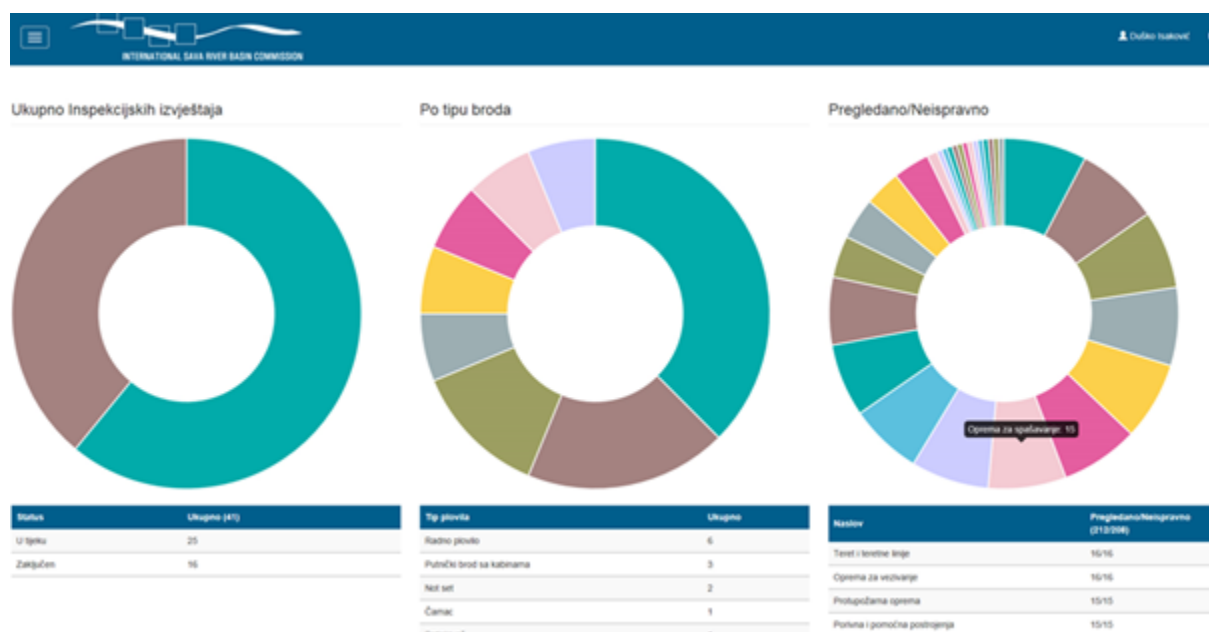 INTERNATIONAL SAVA RIVER BASIN COMMISSION
Duško Isaković
Ukupno Inspekcijskih izvještaja
Po tipu broda
Pregledano/Neispravno
Oprema za spašavanje: 15
Status Ukupno (41)
U tijeku 25
Zaključen 16
Tip plovila Ukupno
Radno plovilo 6
Putnički brod sa kabinama 3
Not set 2
Čamac 1
Naslov Pregledano/Neispravno
(212/208)
Teret i teretne linije 16/16
Oprema za vezivanje 16/16
Protupožarna oprema 15/15
Porivna i pomoćna postrojenja 15/15